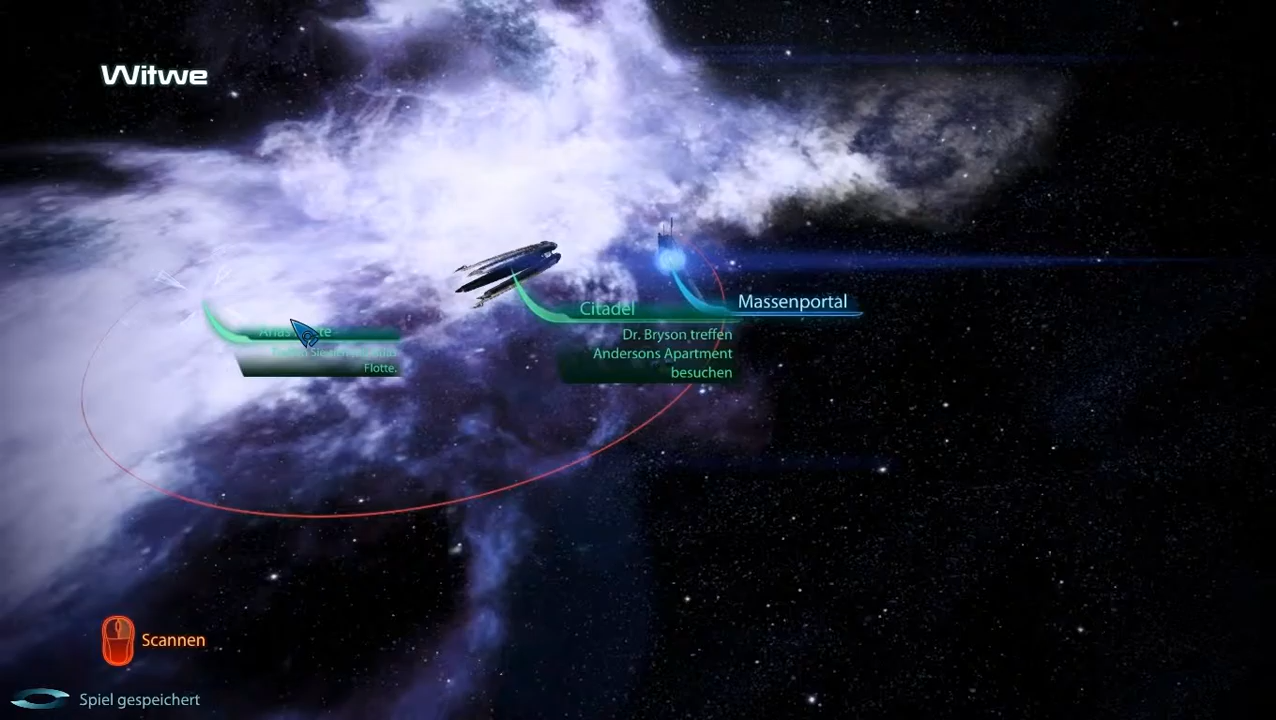 Witwe
Massenportal
Citadel
Dr. Bryson treffen
Andersons Apartment
besuchen
Flotte.
Scannen
Spiel gespeichert